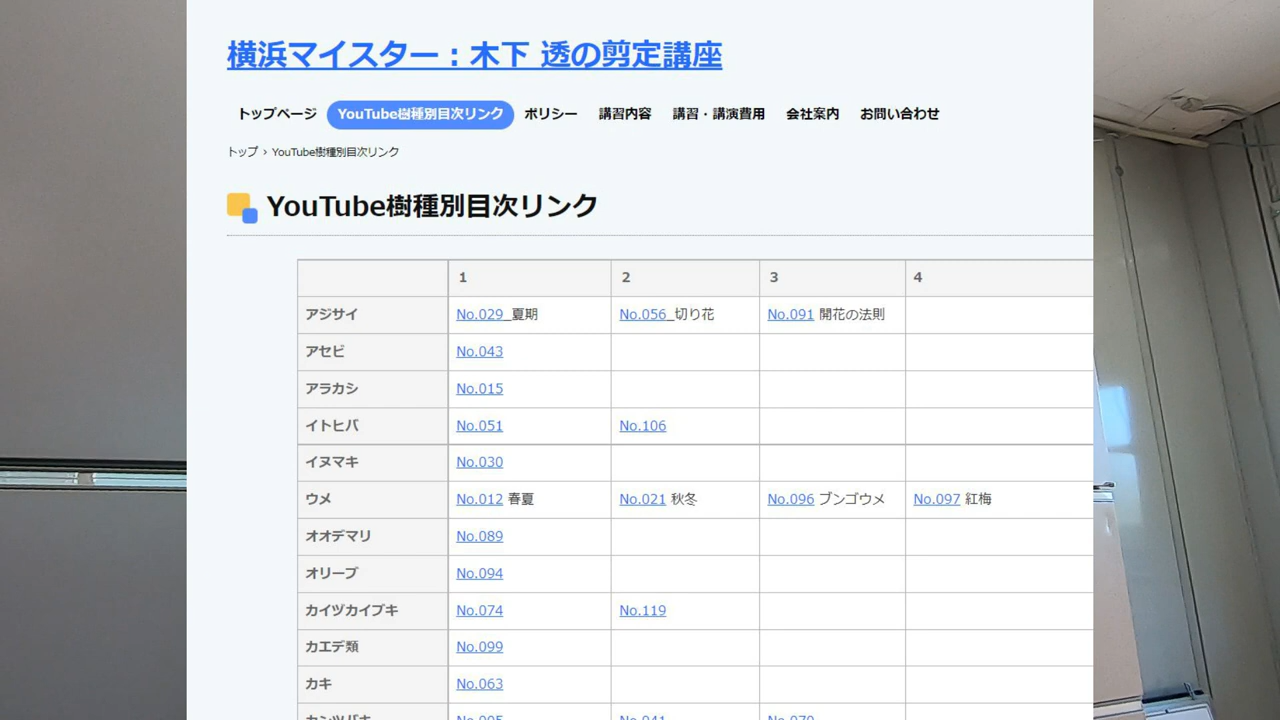 横浜マイスター：木下 透の剪定講座
トップページ YouTube樹種別目次リンク ポリシー 講習内容 講習・講演費用 会社案内 お問い合わせ
トップ › YouTube樹種別目次リンク
YouTube樹種別目次リンク
1 2 3 4
アジサイ No.029_夏期 No.056_切り花 No.091 開花の法則
アセビ No.043
アラカシ No.015
イトヒバ No.051 No.106
イヌマキ No.030
ウメ No.012 春夏 No.021 秋冬 No.096 ブンゴウメ No.097 紅梅
オオデマリ No.089
オリーブ No.094
カイヅカイブキ No.074 No.119
カエデ類 No.099
カキ No.063